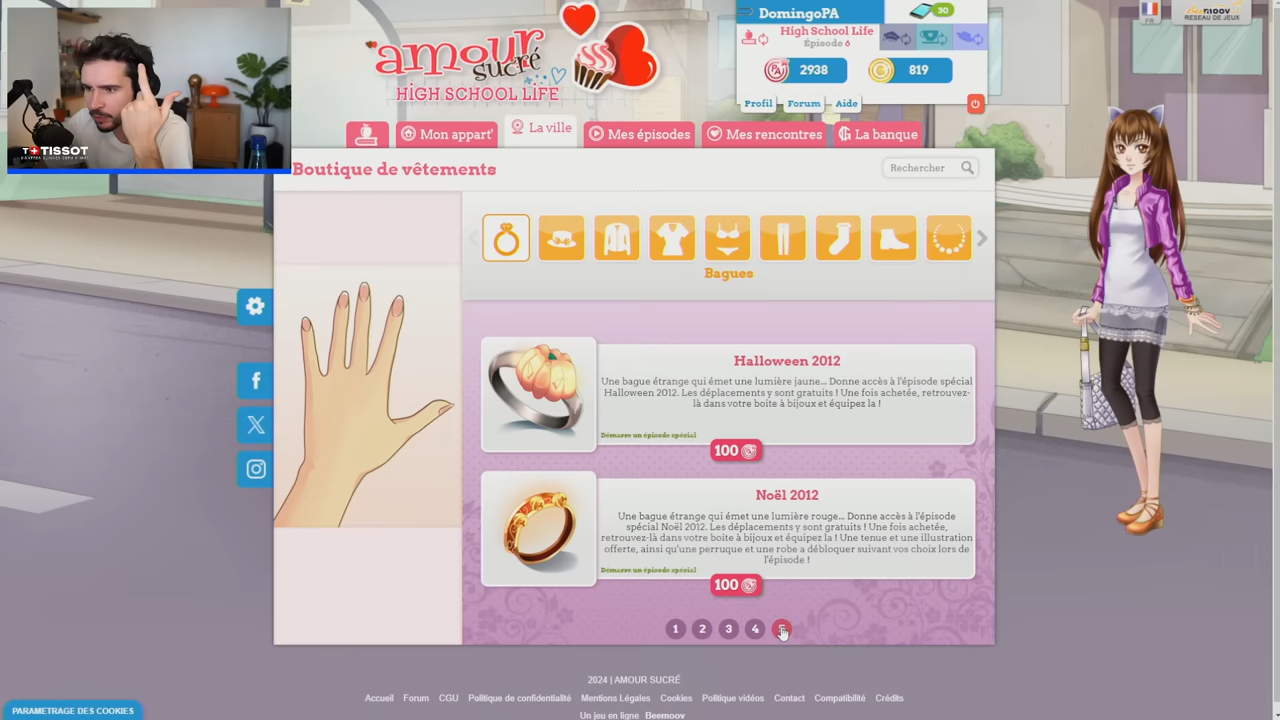 T+TISSOT
amour
sucré
HIGH SCHOOL LIFE
DomingoPA
30
High School Life
Épisode 6
PA
2938
819
Profil
Forum
Aide
FR
beemoov
RESEAU DE JEUX
Mon appart'
La ville
Mes épisodes
Mes rencontres
La banque
Boutique de vêtements
Rechercher
Bagues
Halloween 2012
Une bague étrange qui émet une lumière jaune... Donne accès à l'épisode spécial
Halloween 2012. Les déplacements y sont gratuits ! Une fois achetée, retrouvez-
là dans votre boite à bijoux et équipez la !
Démarre un épisode spécial
100
Noël 2012
Une bague étrange qui émet une lumière rouge... Donne accès à l'épisode
spécial Noël 2012. Les déplacements y sont gratuits ! Une fois achetée,
retrouvez-là dans votre boite à bijoux et équipez la ! Une tenue et une illustration
offerte, ainsi qu'une perruque et une robe a débloquer suivant vos choix lors de
l'épisode !
Démarre un épisode spécial
100
1 2 3 4 5
2024 | AMOUR SUCRÉ
Accueil Forum CGU Politique de confidentialité Mentions Légales Cookies Politique vidéos Contact Compatibilité Crédits
Un jeu en ligne Beemoov
PARAMETRAGE DES COOKIES